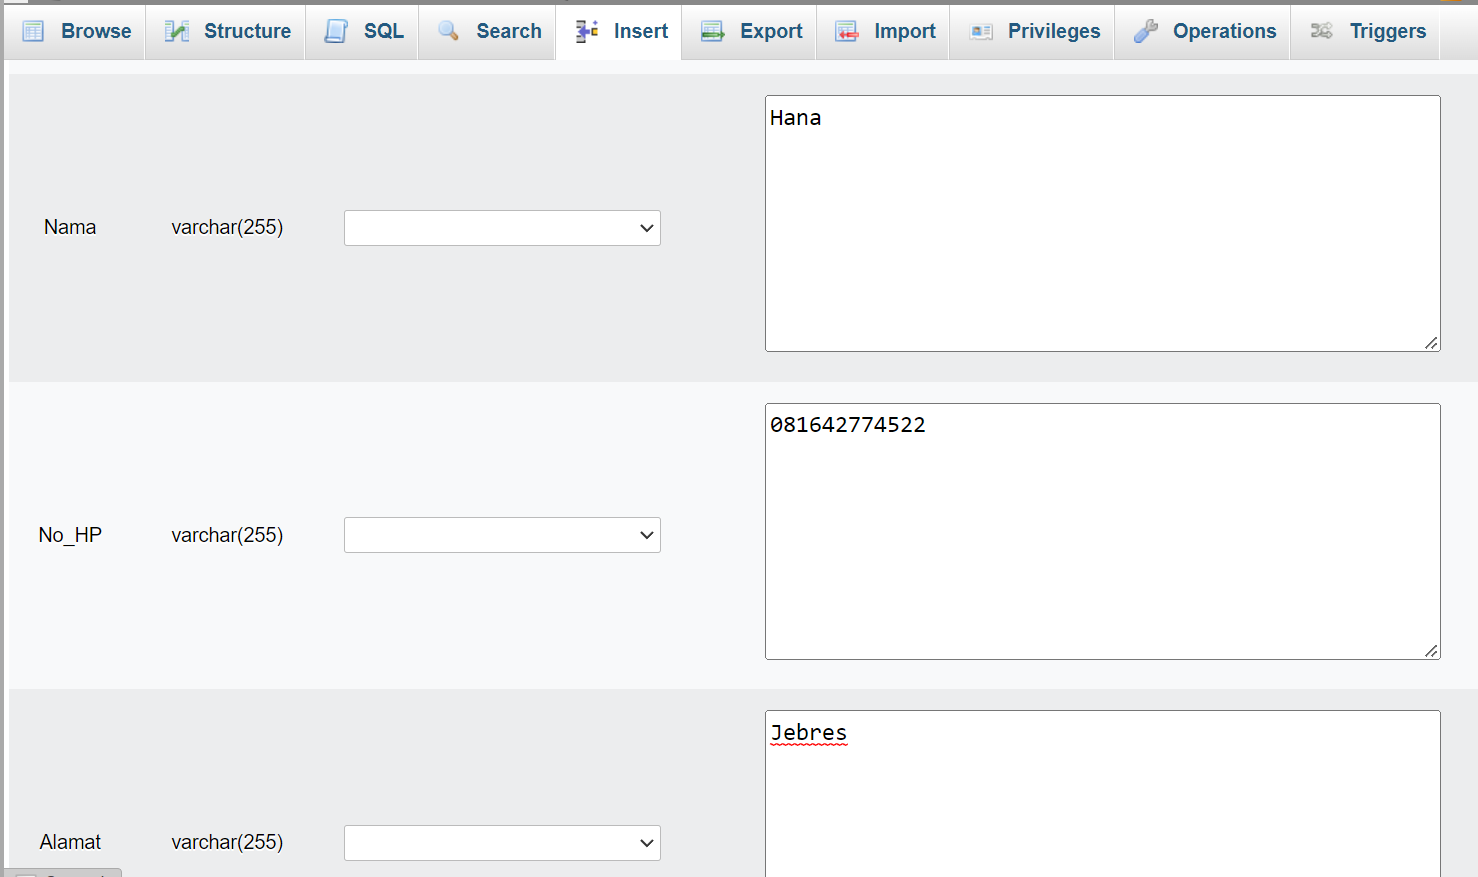 Browse Structure SQL Search Insert Export Import Privileges Operations Triggers
Hana
Nama varchar(255)
081642774522
No_HP varchar(255)
Jebres
Alamat varchar(255)